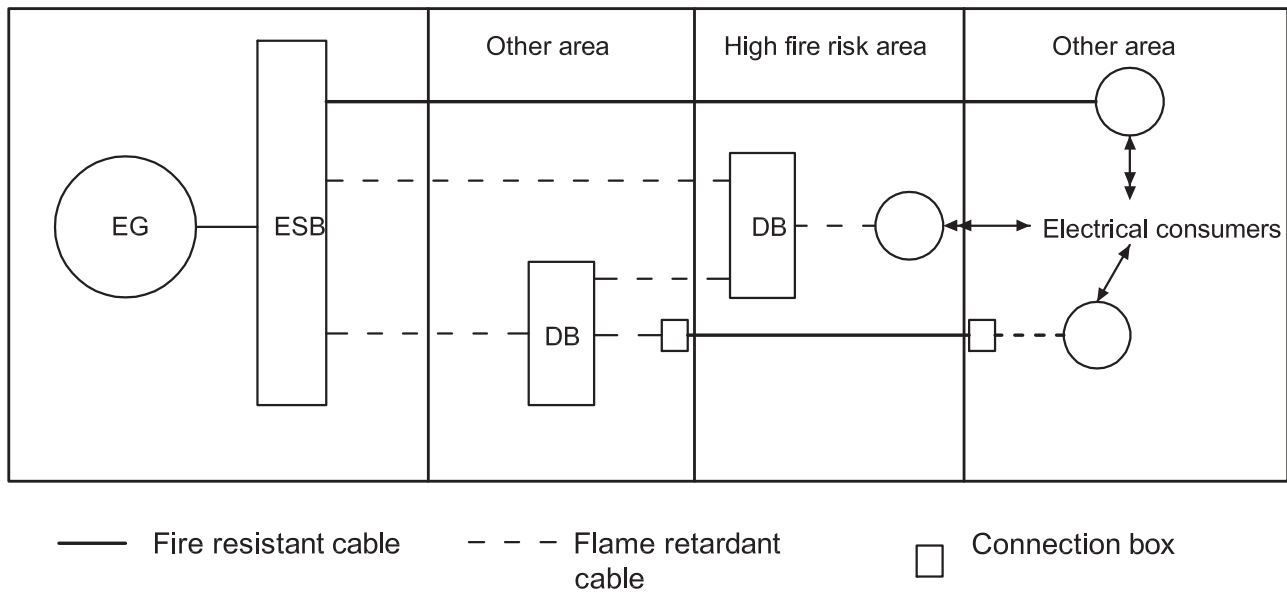 Other area
High fire risk area
Other area
EG
ESB
DB
Electrical consumers
DB
Fire resistant cable
Flame retardant
cable
Connection box